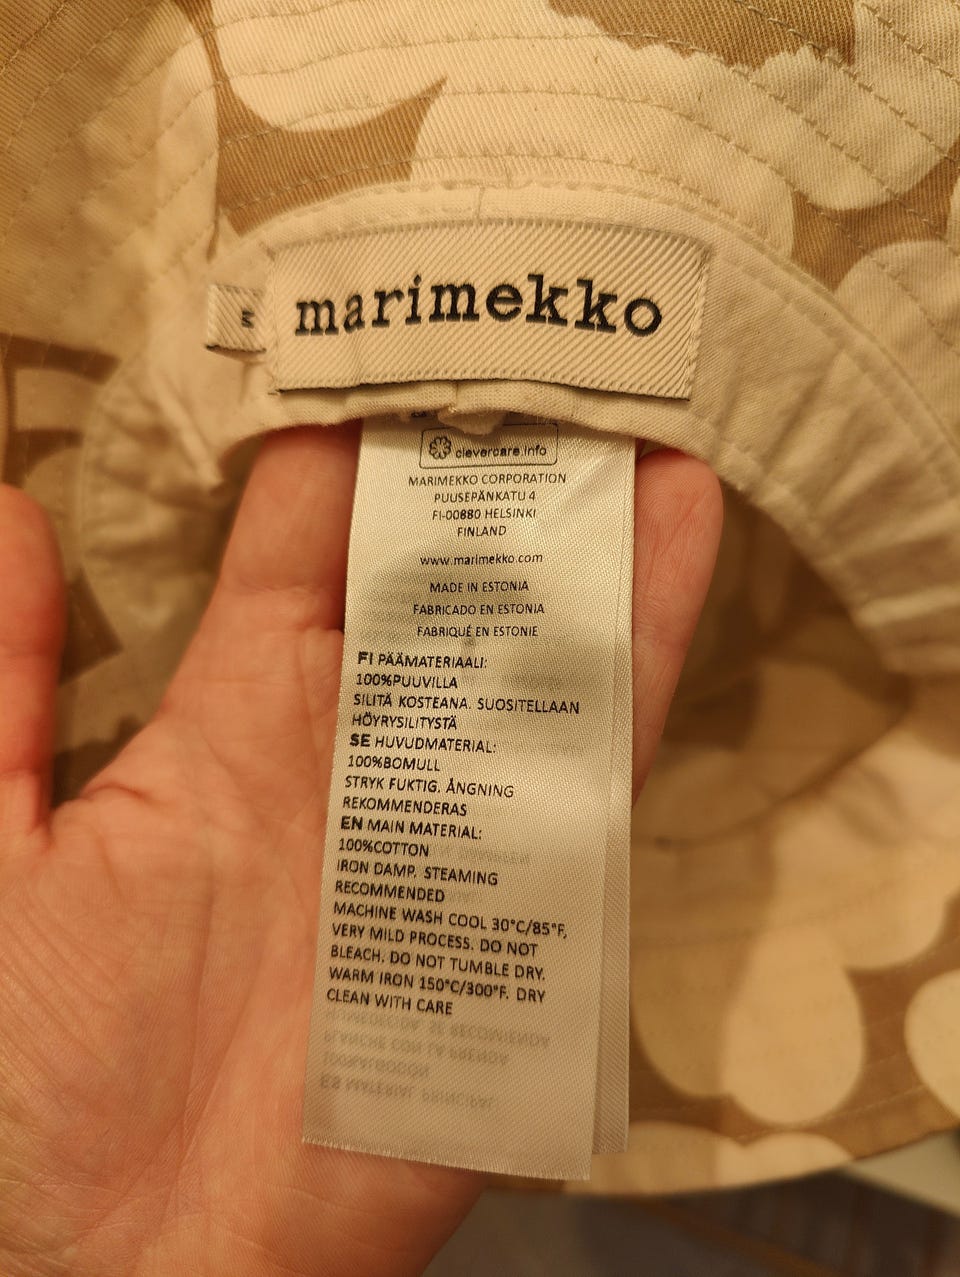 marimekko
M
clevercare.info
MARIMEKKO CORPORATION
PUUSEPÄNKATU 4
FI-00880 HELSINKI
FINLAND
www.marimekko.com
MADE IN ESTONIA
FABRICADO EN ESTONIA
FABRIQUÉ EN ESTONIE
FI PÄÄMATERIAALI:
100%PUUVILLA
SILITÄ KOSTEANA. SUOSITELLAAN
HÖYRYSILITYSTÄ
SE HUVUDMATERIAL:
100%BOMULL
STRYK FUKTIG. ÅNGNING
REKOMMENDERAS
EN MAIN MATERIAL:
100%COTTON
IRON DAMP. STEAMING
RECOMMENDED
MACHINE WASH COOL 30°C/85°F,
VERY MILD PROCESS. DO NOT
BLEACH. DO NOT TUMBLE DRY.
WARM IRON 150°C/300°F. DRY
CLEAN WITH CARE